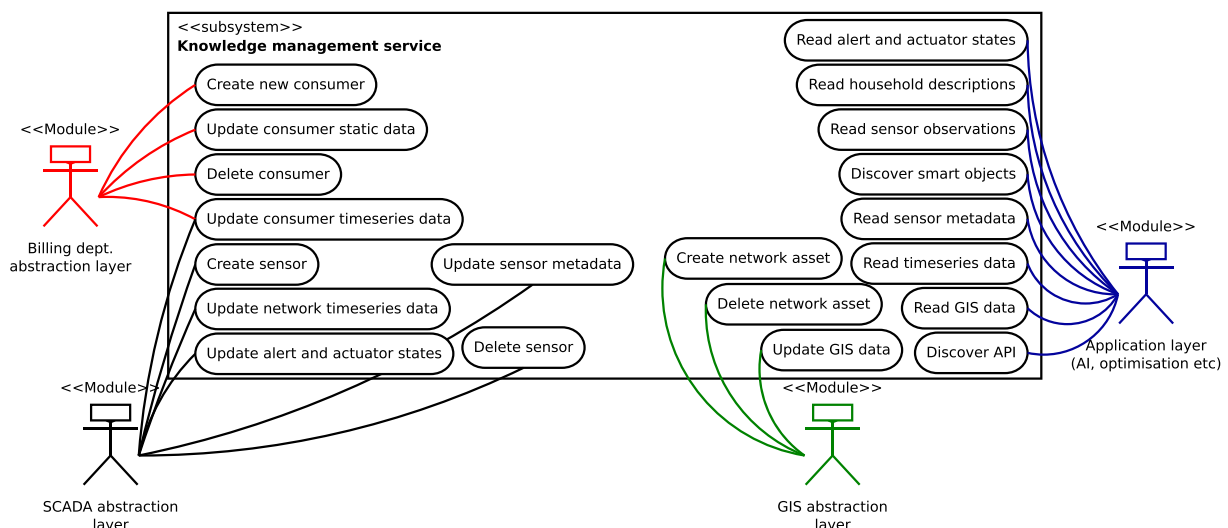 <<subsystem>>
Knowledge management service
Read alert and actuator states
Create new consumer
Read household descriptions
<<Module>>
Update consumer static data
Read sensor observations
Delete consumer
Discover smart objects
Update consumer timeseries data
Read sensor metadata
<<Module>>
Billing dept.
abstraction layer
Create sensor
Update sensor metadata
Create network asset
Read timeseries data
Update network timeseries data
Delete network asset
Read GIS data
Update alert and actuator states
Delete sensor
Update GIS data
Discover API
Application layer
(AI, optimisation etc)
<<Module>>
<<Module>>
SCADA abstraction
layer
GIS abstraction
layer